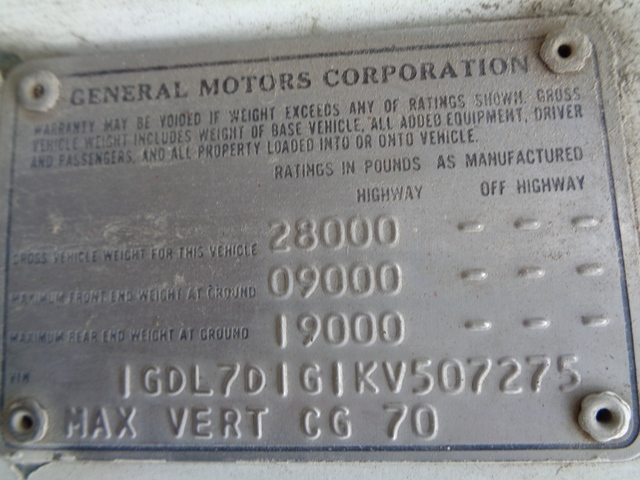 GENERAL MOTORS CORPORATION
WARRANTY MAY BE VOIDED IF WEIGHT EXCEEDS ANY OF RATINGS SHOWN. GROSS
VEHICLE WEIGHT INCLUDES WEIGHT OF BASE VEHICLE, ALL ADDED EQUIPMENT, DRIVER
AND PASSENGERS, AND ALL PROPERTY LOADED INTO OR ONTO VEHICLE.
RATINGS IN POUNDS AS MANUFACTURED
HIGHWAY OFF HIGHWAY
GROSS VEHICLE WEIGHT FOR THIS VEHICLE 28000 - - -
MAXIMUM FRONT END WEIGHT AT GROUND 09000 - - -
MAXIMUM REAR END WEIGHT AT GROUND 19000 - - -
VIN 1GDL7D1G1KV507275
MAX VERT CG 70